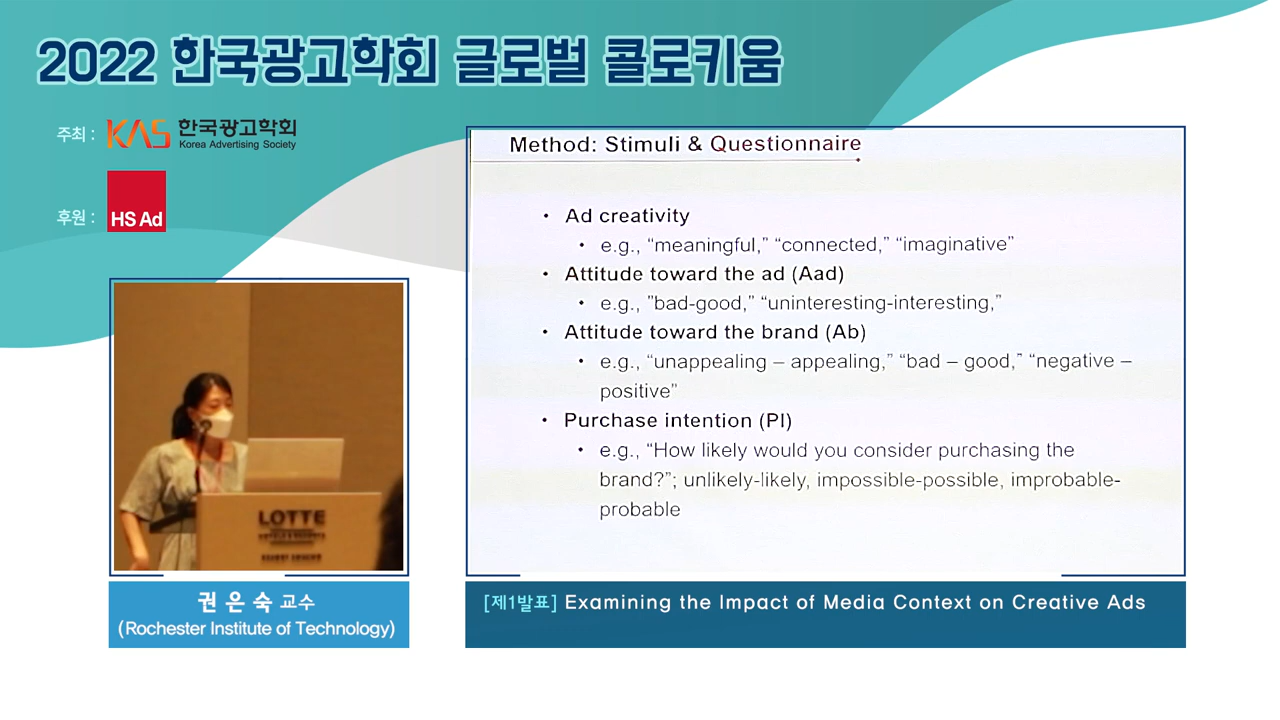 2022 한국광고학회 글로벌 콜로키움
주최 :
KAS 한국광고학회
Korea Advertising Society
후원 :
HS Ad
Method: Stimuli & Questionnaire
• Ad creativity
• e.g., “meaningful,” “connected,” “imaginative”
• Attitude toward the ad (Aad)
• e.g., ”bad-good,” “uninteresting-interesting,”
• Attitude toward the brand (Ab)
• e.g., “unappealing – appealing,” “bad – good,” “negative –
positive”
• Purchase intention (PI)
• e.g., “How likely would you consider purchasing the
brand?”; unlikely-likely, impossible-possible, improbable-
probable
LOTTE
권은숙 교수
(Rochester Institute of Technology)
[제1발표] Examining the Impact of Media Context on Creative Ads